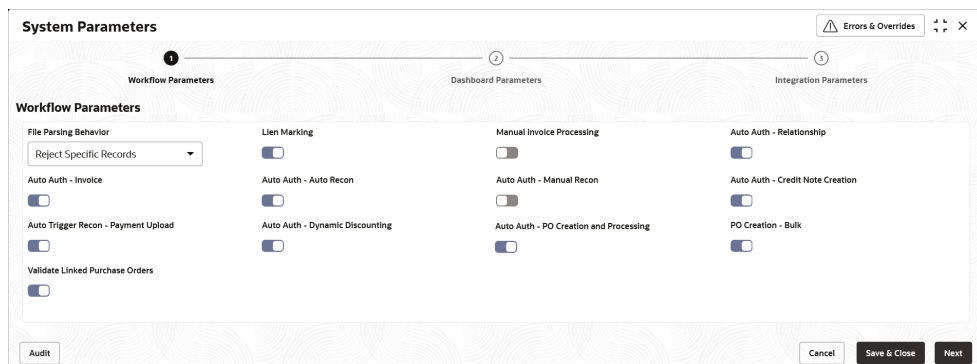 System Parameters
Errors & Overrides
1
2
3
Workflow Parameters
Dashboard Parameters
Integration Parameters
Workflow Parameters
File Parsing Behavior
Lien Marking
Manual Invoice Processing
Auto Auth - Relationship
Reject Specific Records
Auto Auth - Invoice
Auto Auth - Auto Recon
Auto Auth - Manual Recon
Auto Auth - Credit Note Creation
Auto Trigger Recon - Payment Upload
Auto Auth - Dynamic Discounting
Auto Auth - PO Creation and Processing
PO Creation - Bulk
Validate Linked Purchase Orders
Audit
Cancel
Save & Close
Next